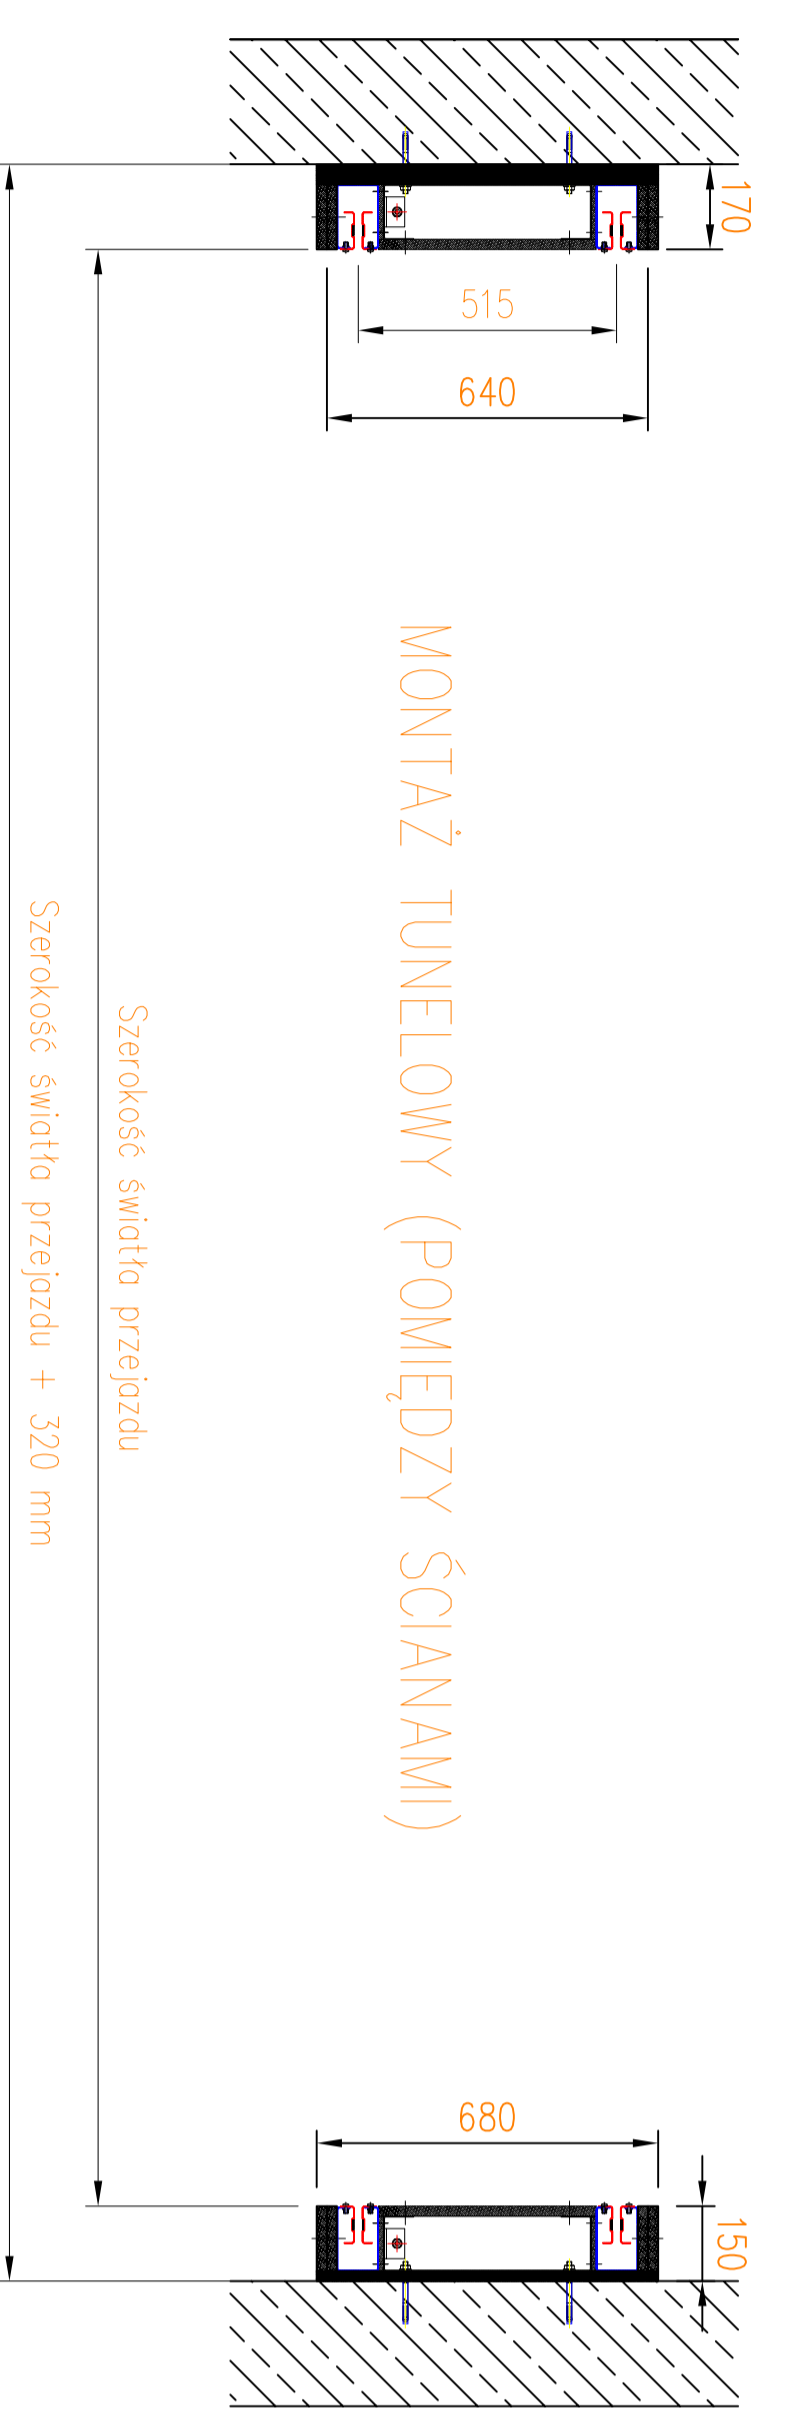 170
515
640
MONTAŻ TUNELOWY (POMIĘDZY ŚCIANAMI)
Szerokość światła przejazdu
Szerokość światła przejazdu + 320 mm
680
150